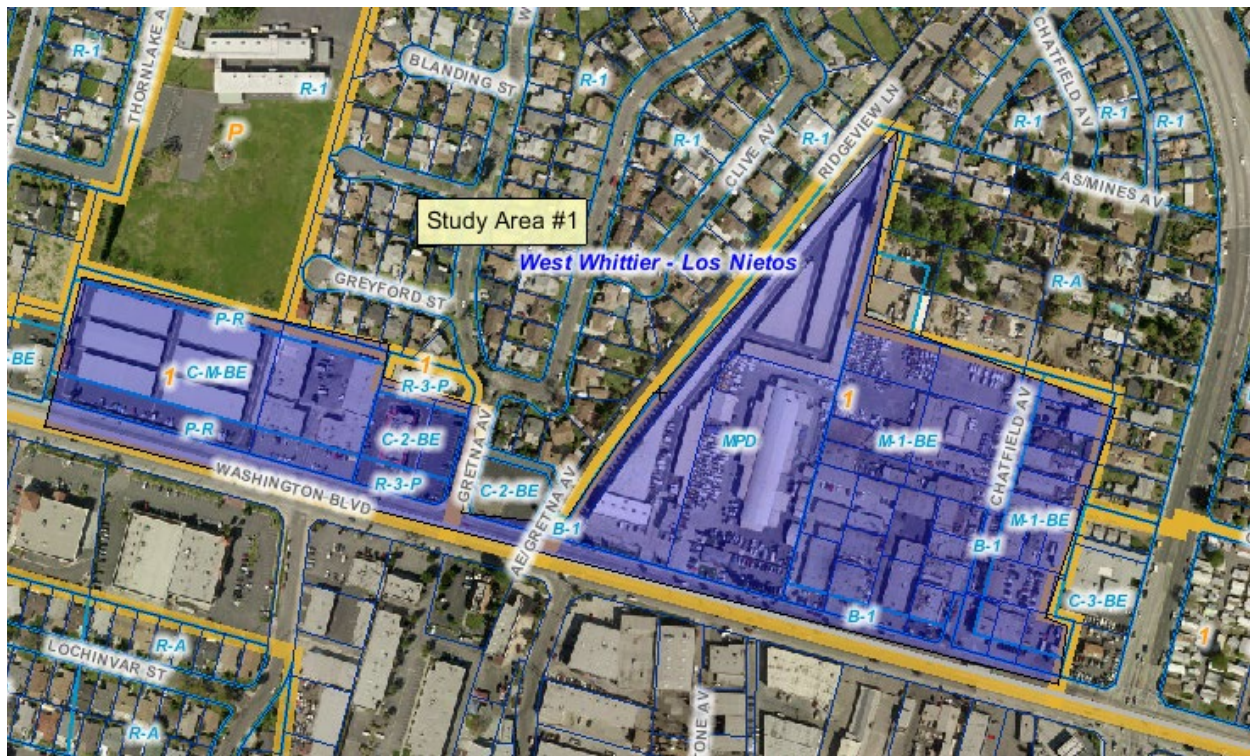 THORNLAKE A
W
R-1
R-1
BLANDING ST
R-1
CHATFIELD AV
AV
P
R-1
CLIVE AV
R-1
RIDGEVIEW LN
R-1
R-1
R-1
AS/MINES AV
Study Area #1
West Whittier - Los Nietos
GREYFORD ST
R-A
P-R
1
R-3-P
-BE
1
C-M-BE
1
P-R
C-2-BE
GRETNA AV
MPD
M-1-BE
CHATFIELD AV
WASHINGTON BLVD
R-3-P
C-2-BE
M-1-BE
AE/GRETNA AV
B-1
B-1
C-3-BE
B-1
1
LOCHINVAR ST
R-A
R-A
TONE AV